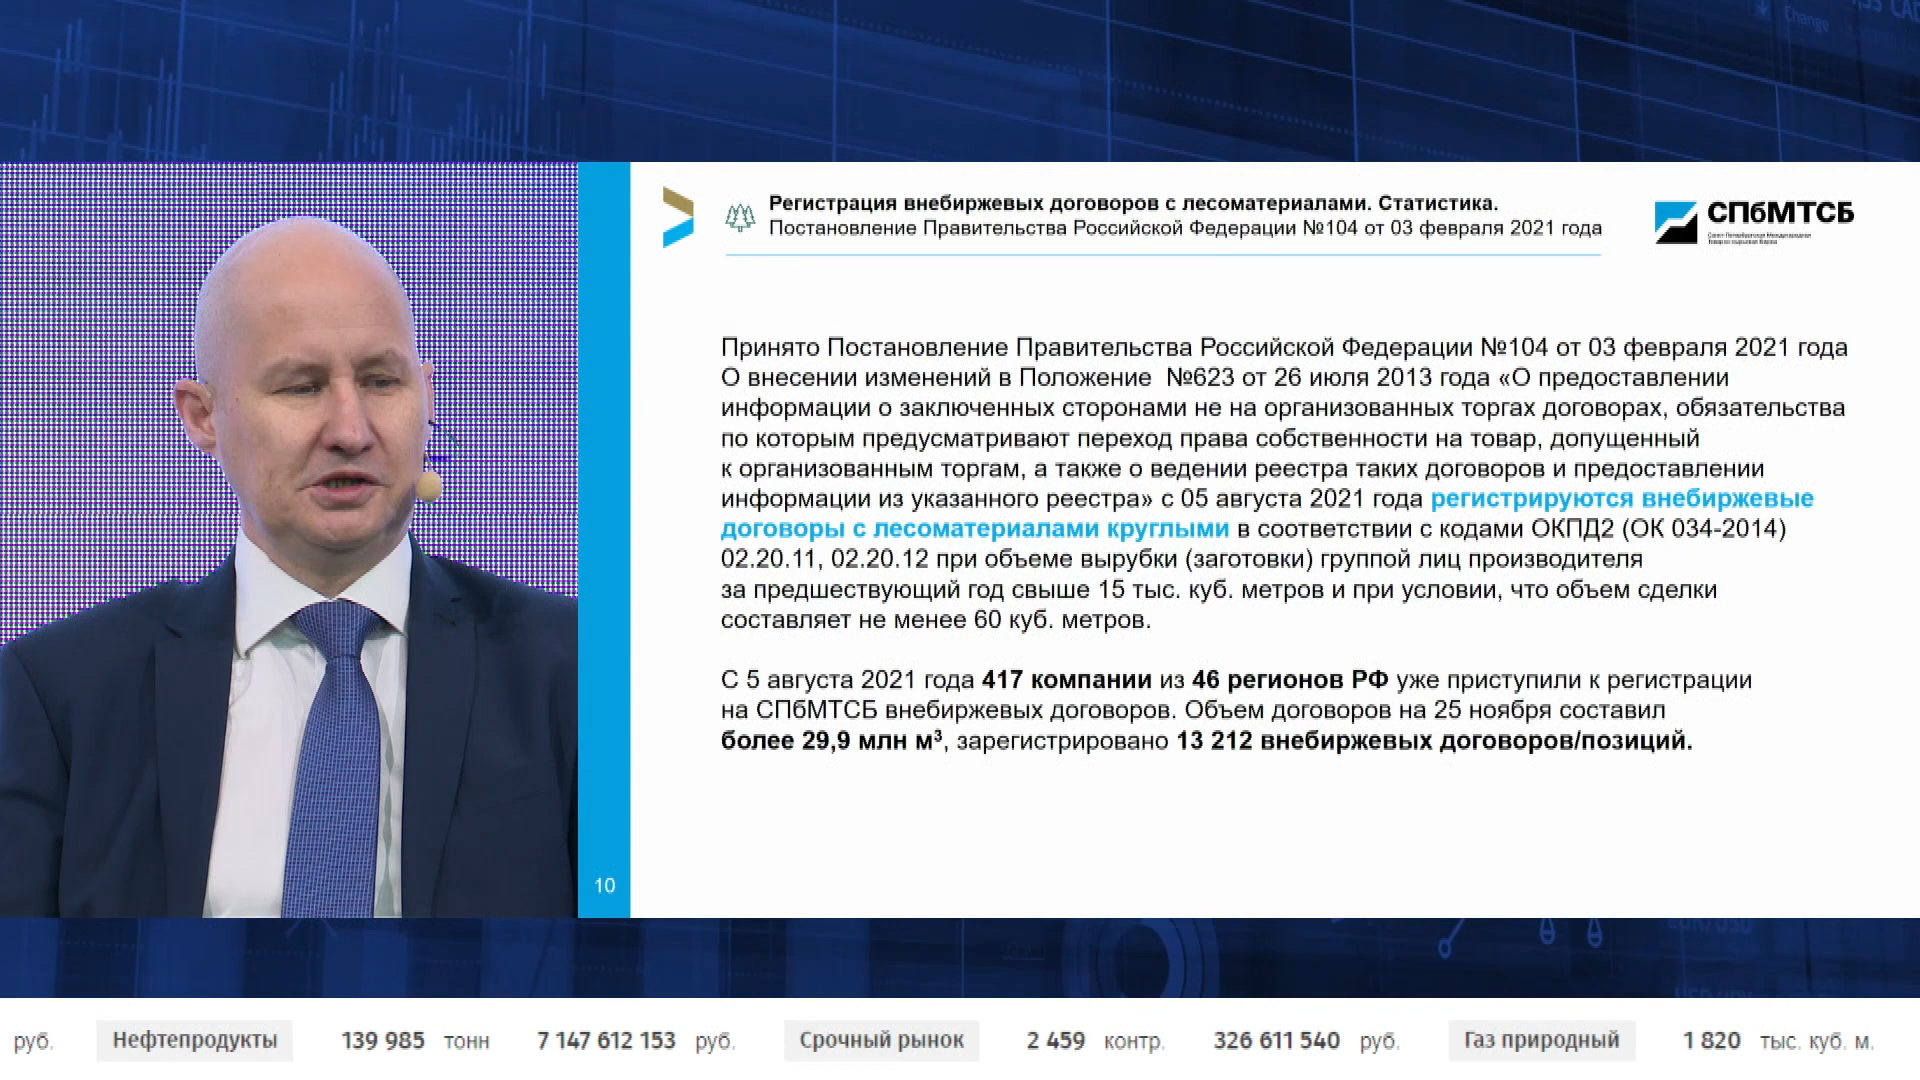 Регистрация внебиржевых договоров с лесоматериалами. Статистика.
Постановление Правительства Российской Федерации №104 от 03 февраля 2021 года
СПбМТСБ
Санкт-Петербургская Международная
Товарно-сырьевая Биржа
Принято Постановление Правительства Российской Федерации №104 от 03 февраля 2021 года
О внесении изменений в Положение №623 от 26 июля 2013 года «О предоставлении
информации о заключенных сторонами не на организованных торгах договорах, обязательства
по которым предусматривают переход права собственности на товар, допущенный
к организованным торгам, а также о ведении реестра таких договоров и предоставлении
информации из указанного реестра» с 05 августа 2021 года регистрируются внебиржевые
договоры с лесоматериалами круглыми в соответствии с кодами ОКПД2 (ОК 034-2014)
02.20.11, 02.20.12 при объеме вырубки (заготовки) группой лиц производителя
за предшествующий год свыше 15 тыс. куб. метров и при условии, что объем сделки
составляет не менее 60 куб. метров.
С 5 августа 2021 года 417 компании из 46 регионов РФ уже приступили к регистрации
на СПбМТСБ внебиржевых договоров. Объем договоров на 25 ноября составил
более 29,9 млн м³, зарегистрировано 13 212 внебиржевых договоров/позиций.
10
руб. Нефтепродукты 139 985 тонн 7 147 612 153 руб. Срочный рынок 2 459 контр. 326 611 540 руб. Газ природный 1 820 тыс. куб. м.